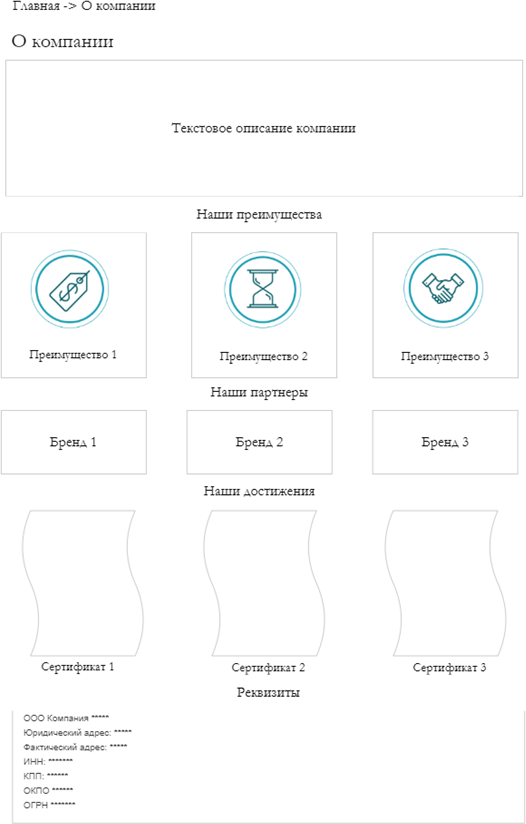 Главная -> О компании
О компании
Текстовое описание компании
Наши преимущества
Преимущество 1
Преимущество 2
Преимущество 3
Наши партнеры
Бренд 1
Бренд 2
Бренд 3
Наши достижения
Сертификат 1
Сертификат 2
Сертификат 3
Реквизиты
ООО Компания *****
Юридический адрес: *****
Фактический адрес: *****
ИНН: *******
КПП: ******
ОКПО ******
ОГРН *******